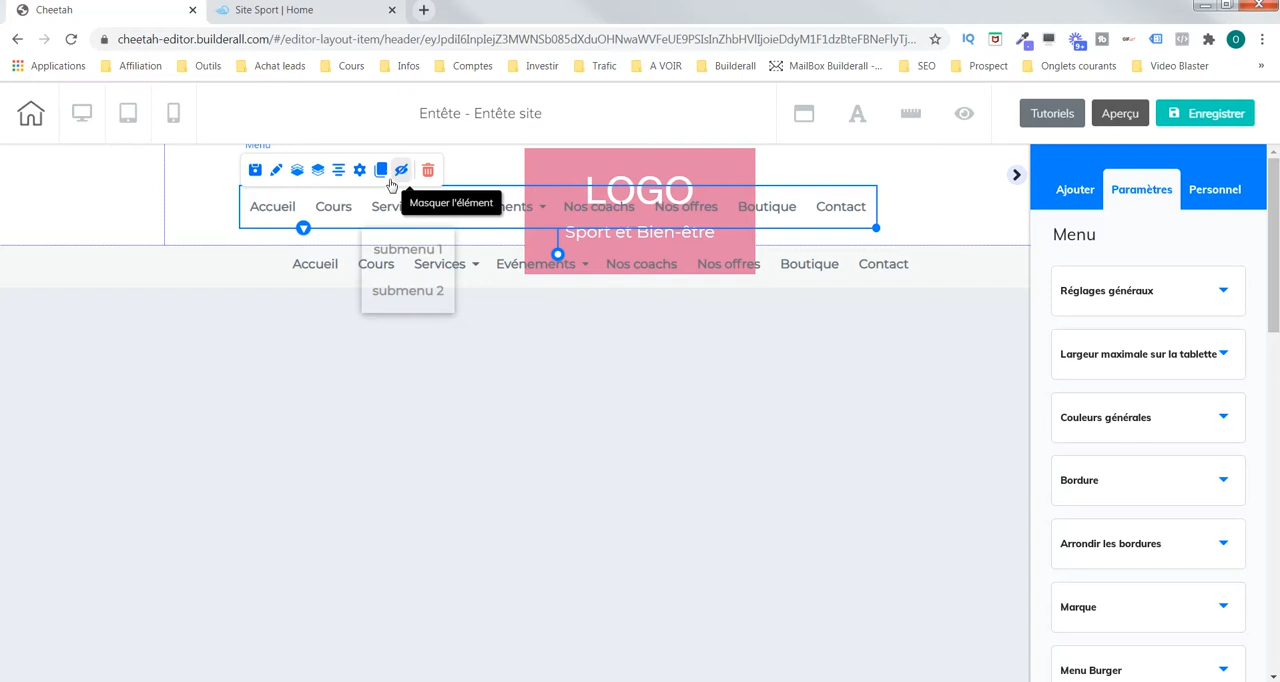 Cheetah
Site Sport | Home
cheetah-editor.builderall.com/#/editor-layout-item/header/eyJpdiI6InpIejZ3MWNSb085dXduOHNwaWVFeUE9PSIsInZhbHVlIjoieDdyM1F1dzBteFBNeFlyTj...
IQ
9+
O
Applications
Affiliation
Outils
Achat leads
Cours
Infos
Comptes
Investir
Trafic
A VOIR
Builderall
MailBox Builderall -...
SEO
Prospect
Onglets courants
Video Blaster
»
Entête - Entête site
Tutoriels
Aperçu
Enregistrer
Menu
LOGO
Ajouter
Paramètres
Personnel
Masquer l'élément
Accueil Cours Servi ents Nos coachs Nos offres Boutique Contact
Sport et Bien-être
Menu
submenu 1
Accueil Cours Services Evénements Nos coachs Nos offres Boutique Contact
submenu 2
Réglages généraux
Largeur maximale sur la tablette
Couleurs générales
Bordure
Arrondir les bordures
Marque
Menu Burger